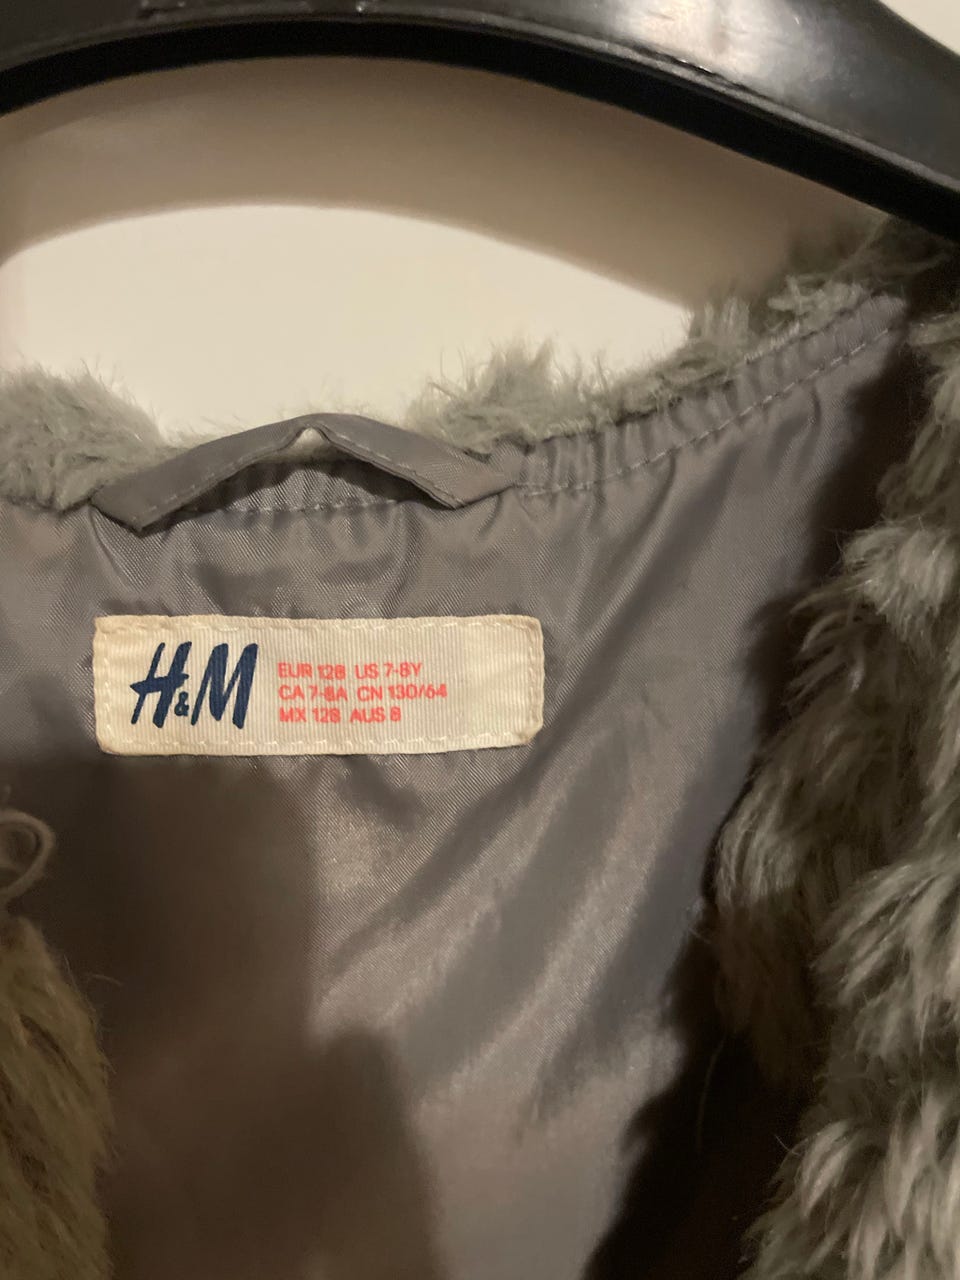 H&M
EUR 128 US 7-8Y
CA 7-8A CN 130/64
MX 128 AUS 8